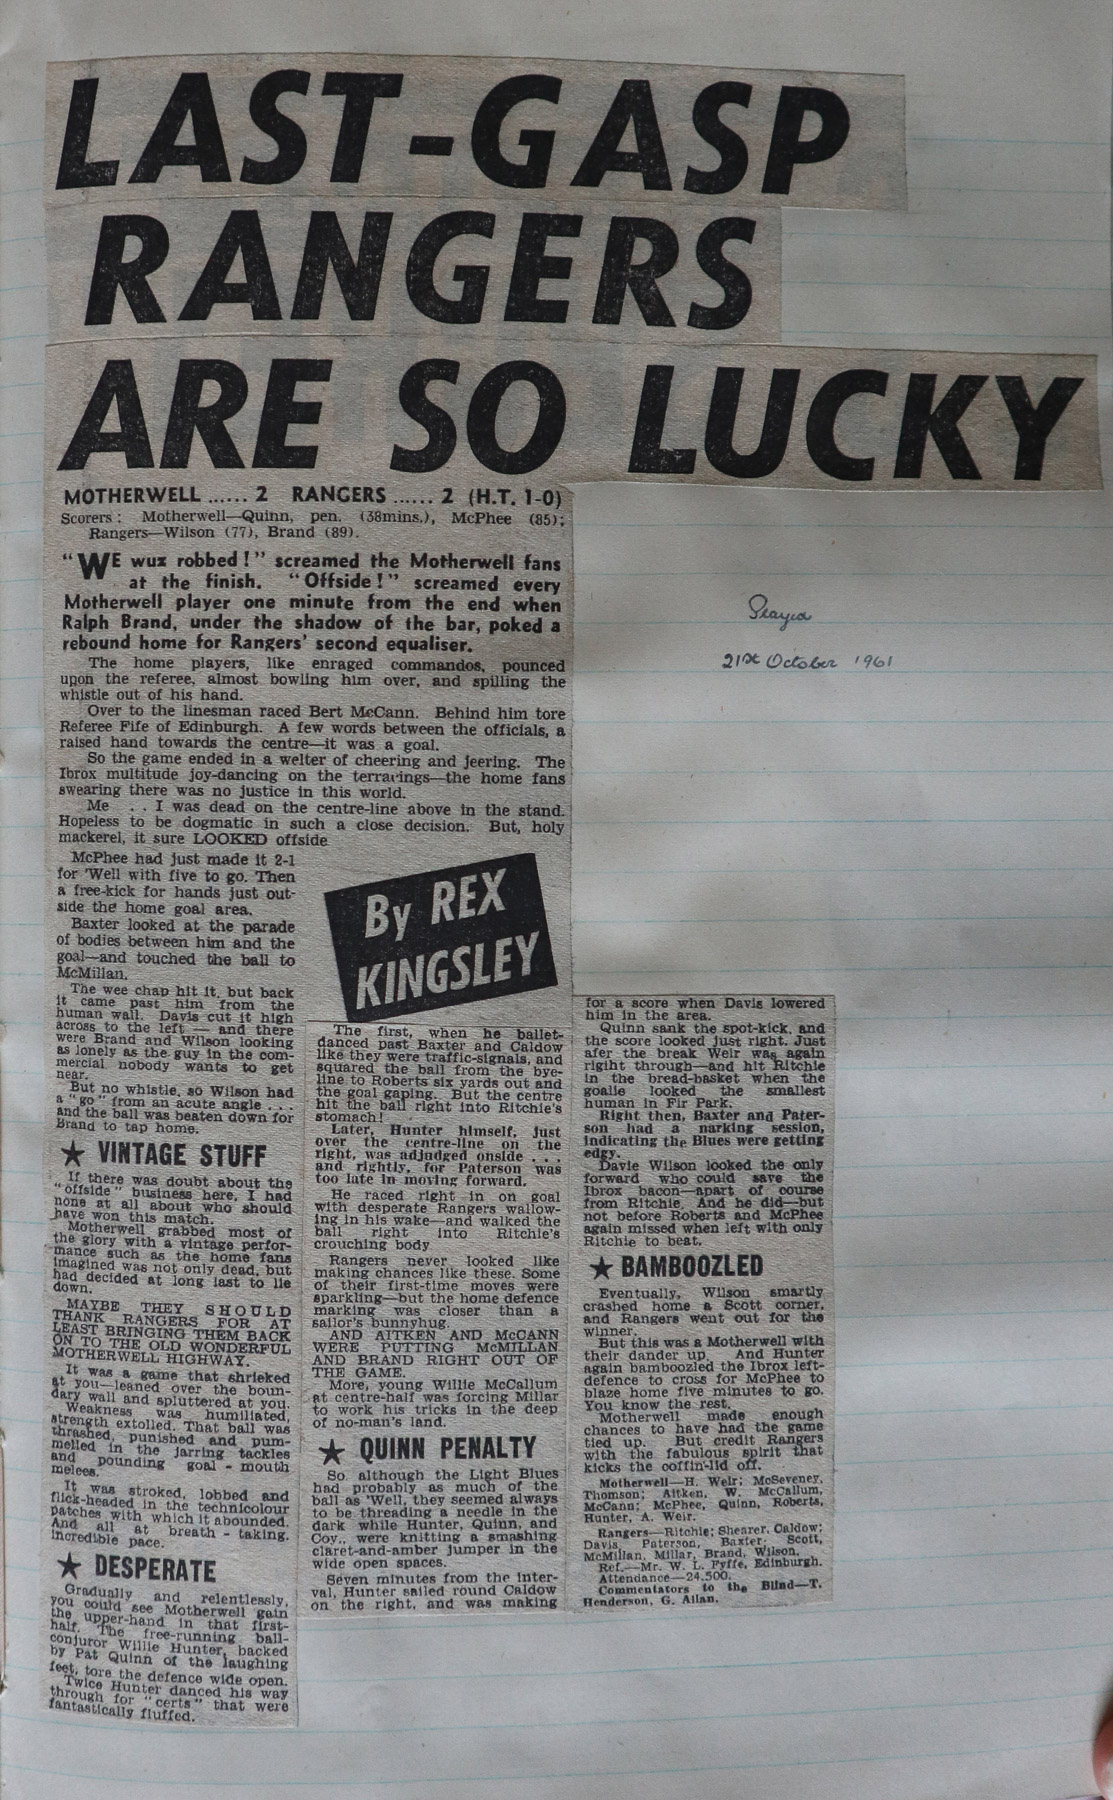 LAST-GASP
RANGERS
ARE SO LUCKY
MOTHERWELL ...... 2 RANGERS ...... 2 (H.T. 1-0)
Scorers: Motherwell—Quinn, pen. (38mins.), McPhee (85);
Rangers—Wilson (77), Brand (89).
"WE wuz robbed!" screamed the Motherwell fans
at the finish. "Offside!" screamed every
Motherwell player one minute from the end when
Ralph Brand, under the shadow of the bar, poked a
rebound home for Rangers' second equaliser.
The home players, like enraged commandos, pounced
upon the referee, almost bowling him over, and spilling the
whistle out of his hand.
Over to the linesman raced Bert McCann. Behind him tore
Referee Fife of Edinburgh. A few words between the officials, a
raised hand towards the centre—it was a goal.
So the game ended in a welter of cheering and jeering. The
Ibrox multitude joy-dancing on the terracings—the home fans
swearing there was no justice in this world.
Me . . I was dead on the centre-line above in the stand.
Hopeless to be dogmatic in such a close decision. But, holy
mackerel, it sure LOOKED offside
McPhee had just made it 2-1
for 'Well with five to go. Then
a free-kick for hands just out-
side the home goal area.
Baxter looked at the parade
of bodies between him and the
goal—and touched the ball to
McMillan.
The wee chap hit it, but back
it came past him from the
human wall. Davis cut it high
across to the left — and there
were Brand and Wilson looking
as lonely as the guy in the com-
mercial nobody wants to get
near.
But no whistle, so Wilson had
a "go" from an acute angle . . .
and the ball was beaten down for
Brand to tap home.
★ VINTAGE STUFF
If there was doubt about the
"offside" business here, I had
none at all about who should
have won this match.
Motherwell grabbed most of
the glory with a vintage perfor-
mance such as the home fans
imagined was not only dead, but
had decided at long last to lie
down.
MAYBE THEY SHOULD
THANK RANGERS FOR AT
LEAST BRINGING THEM BACK
ON TO THE OLD WONDERFUL
MOTHERWELL HIGHWAY.
It was a game that shrieked
at you—leaned over the boun-
dary wall and spluttered at you.
Weakness was humiliated,
strength extolled. That ball was
thrashed, punished and pum-
melled in the jarring tackles
and pounding goal-mouth
melees.
It was stroked, lobbed and
flick-headed in the technicolour
patches with which it abounded.
And all at breath-taking,
incredible pace.
★ DESPERATE
Gradually and relentlessly,
you could see Motherwell gain
the upper-hand in that first-
half. The free-running ball-
conjuror Willie Hunter, backed
by Pat Quinn of the laughing
feet, tore the defence wide open.
Twice Hunter danced his way
through for "certs" that were
fantastically fluffed.
By REX
KINGSLEY
The first, when he ballet-
danced past Baxter and Caldow
like they were traffic-signals, and
squared the ball from the bye-
line to Roberts six yards out and
the goal gaping. But the centre
hit the ball right into Ritchie's
stomach!
Later, Hunter himself, just
over the centre-line on the
right, was adjudged onside . . .
and rightly, for Paterson was
too late in moving forward.
He raced right in on goal
with desperate Rangers wallow-
ing in his wake—and walked the
ball right into Ritchie's
crouching body
Rangers never looked like
making chances like these. Some
of their first-time moves were
sparkling—but the home defence
marking was closer than a
sailor's bunnyhug.
AND AITKEN AND McCANN
WERE PUTTING McMILLAN
AND BRAND RIGHT OUT OF
THE GAME.
More, young Willie McCallum
at centre-half was forcing Millar
to work his tricks in the deep
of no-man's land.
★ QUINN PENALTY
So although the Light Blues
had probably as much of the
ball as 'Well, they seemed always
to be threading a needle in the
dark while Hunter, Quinn, and
Coy., were knitting a smashing
claret-and-amber jumper in the
wide open spaces.
Seven minutes from the inter-
val, Hunter sailed round Caldow
on the right, and was making
for a score when Davis lowered
him in the area.
Quinn sank the spot-kick, and
the score looked just right. Just
afer the break Weir was again
right through—and hit Ritchie
in the bread-basket when the
goalie looked the smallest
human in Fir Park.
Right then, Baxter and Pater-
son had a narking session,
indicating the Blues were getting
edgy.
Davie Wilson looked the only
forward who could save the
Ibrox bacon—apart of course
from Ritchie. And he did—but
not before Roberts and McPhee
again missed when left with only
Ritchie to beat.
★ BAMBOOZLED
Eventually, Wilson smartly
crashed home a Scott corner,
and Rangers went out for the
winner.
But this was a Motherwell with
their dander up. And Hunter
again bamboozled the Ibrox left-
defence to cross for McPhee to
blaze home five minutes to go.
You know the rest.
Motherwell made enough
chances to have had the game
tied up. But credit Rangers
with the fabulous spirit that
kicks the coffin-lid off.
Motherwell—H. Weir; McSeveney,
Thomson; Aitken, W. McCallum,
McCann; McPhee, Quinn, Roberts,
Hunter, A. Weir.
Rangers—Ritchie; Shearer, Caldow;
Davis, Paterson, Baxter; Scott,
McMillan, Millar, Brand, Wilson.
Ref.—Mr. W. L. Fyffe, Edinburgh.
Attendance—24,500.
Commentators to the Blind—T.
Henderson, G. Allan.
Played
21st October 1961